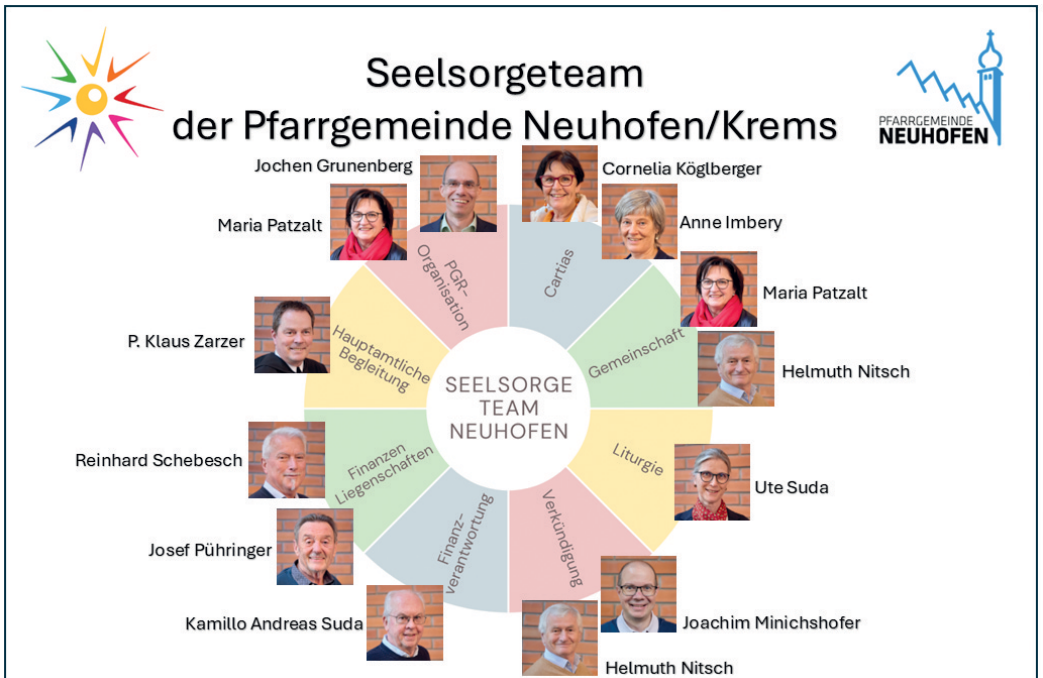 Seelsorgeteam
der Pfarrgemeinde Neuhofen/Krems
PFARRGEMEINDE
NEUHOFEN
Jochen Grunenberg
Cornelia Köglberger
Maria Patzalt
Anne Imbery
Maria Patzalt
P. Klaus Zarzer
Helmuth Nitsch
Reinhard Schebesch
Ute Suda
Josef Pühringer
Kamillo Andreas Suda
Joachim Minichshofer
Helmuth Nitsch
PGR-
Organisation
Cartias
Hauptamtliche
Begleitung
Gemeinschaft
SEELSORGE
TEAM
NEUHOFEN
Finanzen
Liegenschaften
Liturgie
Finanz-
verantwortung
Verkündigung